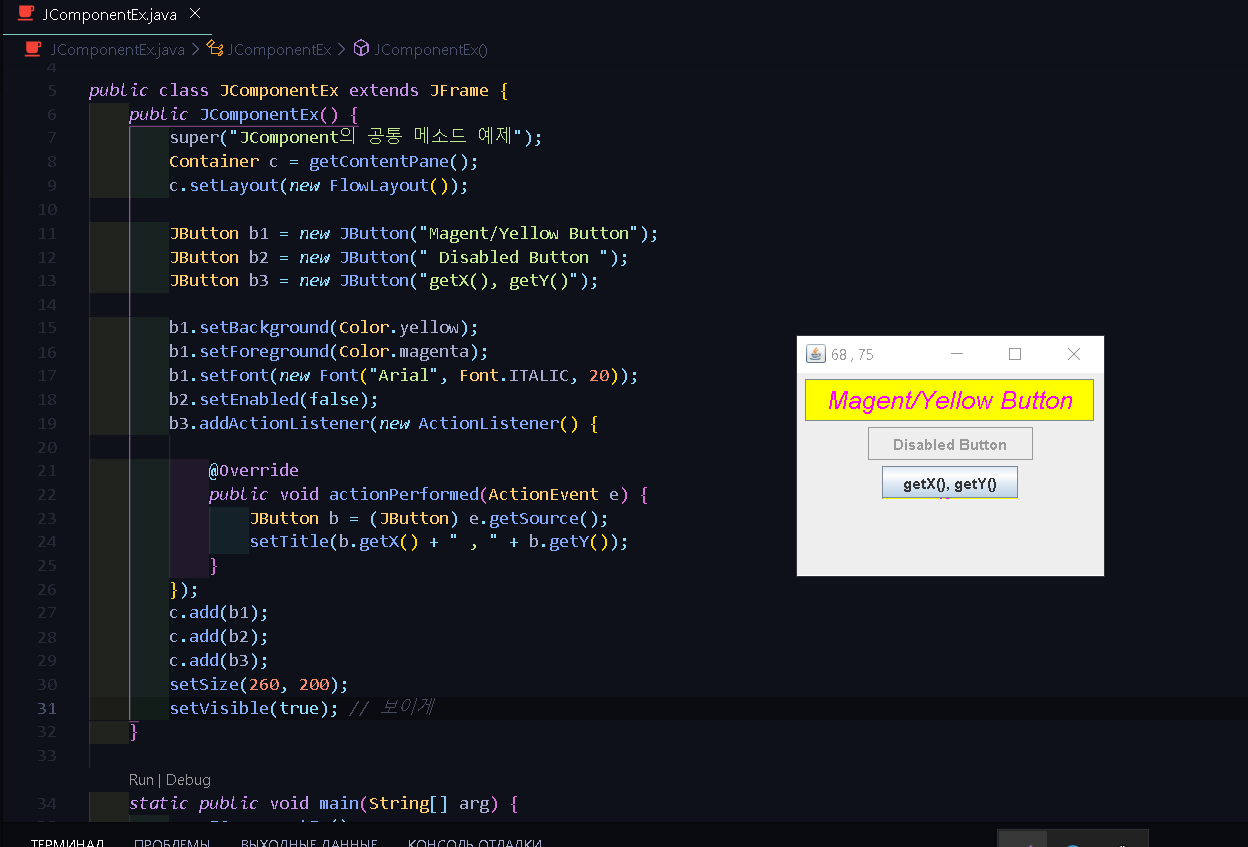 JComponentEx.java
JComponentEx.java > JComponentEx > JComponentEx()
4
5 public class JComponentEx extends JFrame {
6 public JComponentEx() {
7 super("JComponent의 공통 메소드 예제");
8 Container c = getContentPane();
9 c.setLayout(new FlowLayout());
10
11 JButton b1 = new JButton("Magent/Yellow Button");
12 JButton b2 = new JButton(" Disabled Button ");
13 JButton b3 = new JButton("getX(), getY()");
14
15 b1.setBackground(Color.yellow);
16 b1.setForeground(Color.magenta);
17 b1.setFont(new Font("Arial", Font.ITALIC, 20));
18 b2.setEnabled(false);
19 b3.addActionListener(new ActionListener() {
20
21 @Override
22 public void actionPerformed(ActionEvent e) {
23 JButton b = (JButton) e.getSource();
24 setTitle(b.getX() + " , " + b.getY());
25 }
26 });
27 c.add(b1);
28 c.add(b2);
29 c.add(b3);
30 setSize(260, 200);
31 setVisible(true); // 보이게
32 }
33
Run | Debug
34 static public void main(String[] arg) {
68 , 75
Magent/Yellow Button
Disabled Button
getX(), getY()
ТЕРМИНАЛ ПРОБЛЕМЫ ВЫХОДНЫЕ ДАННЫЕ КОНСОЛЬ ОТЛАДКИ